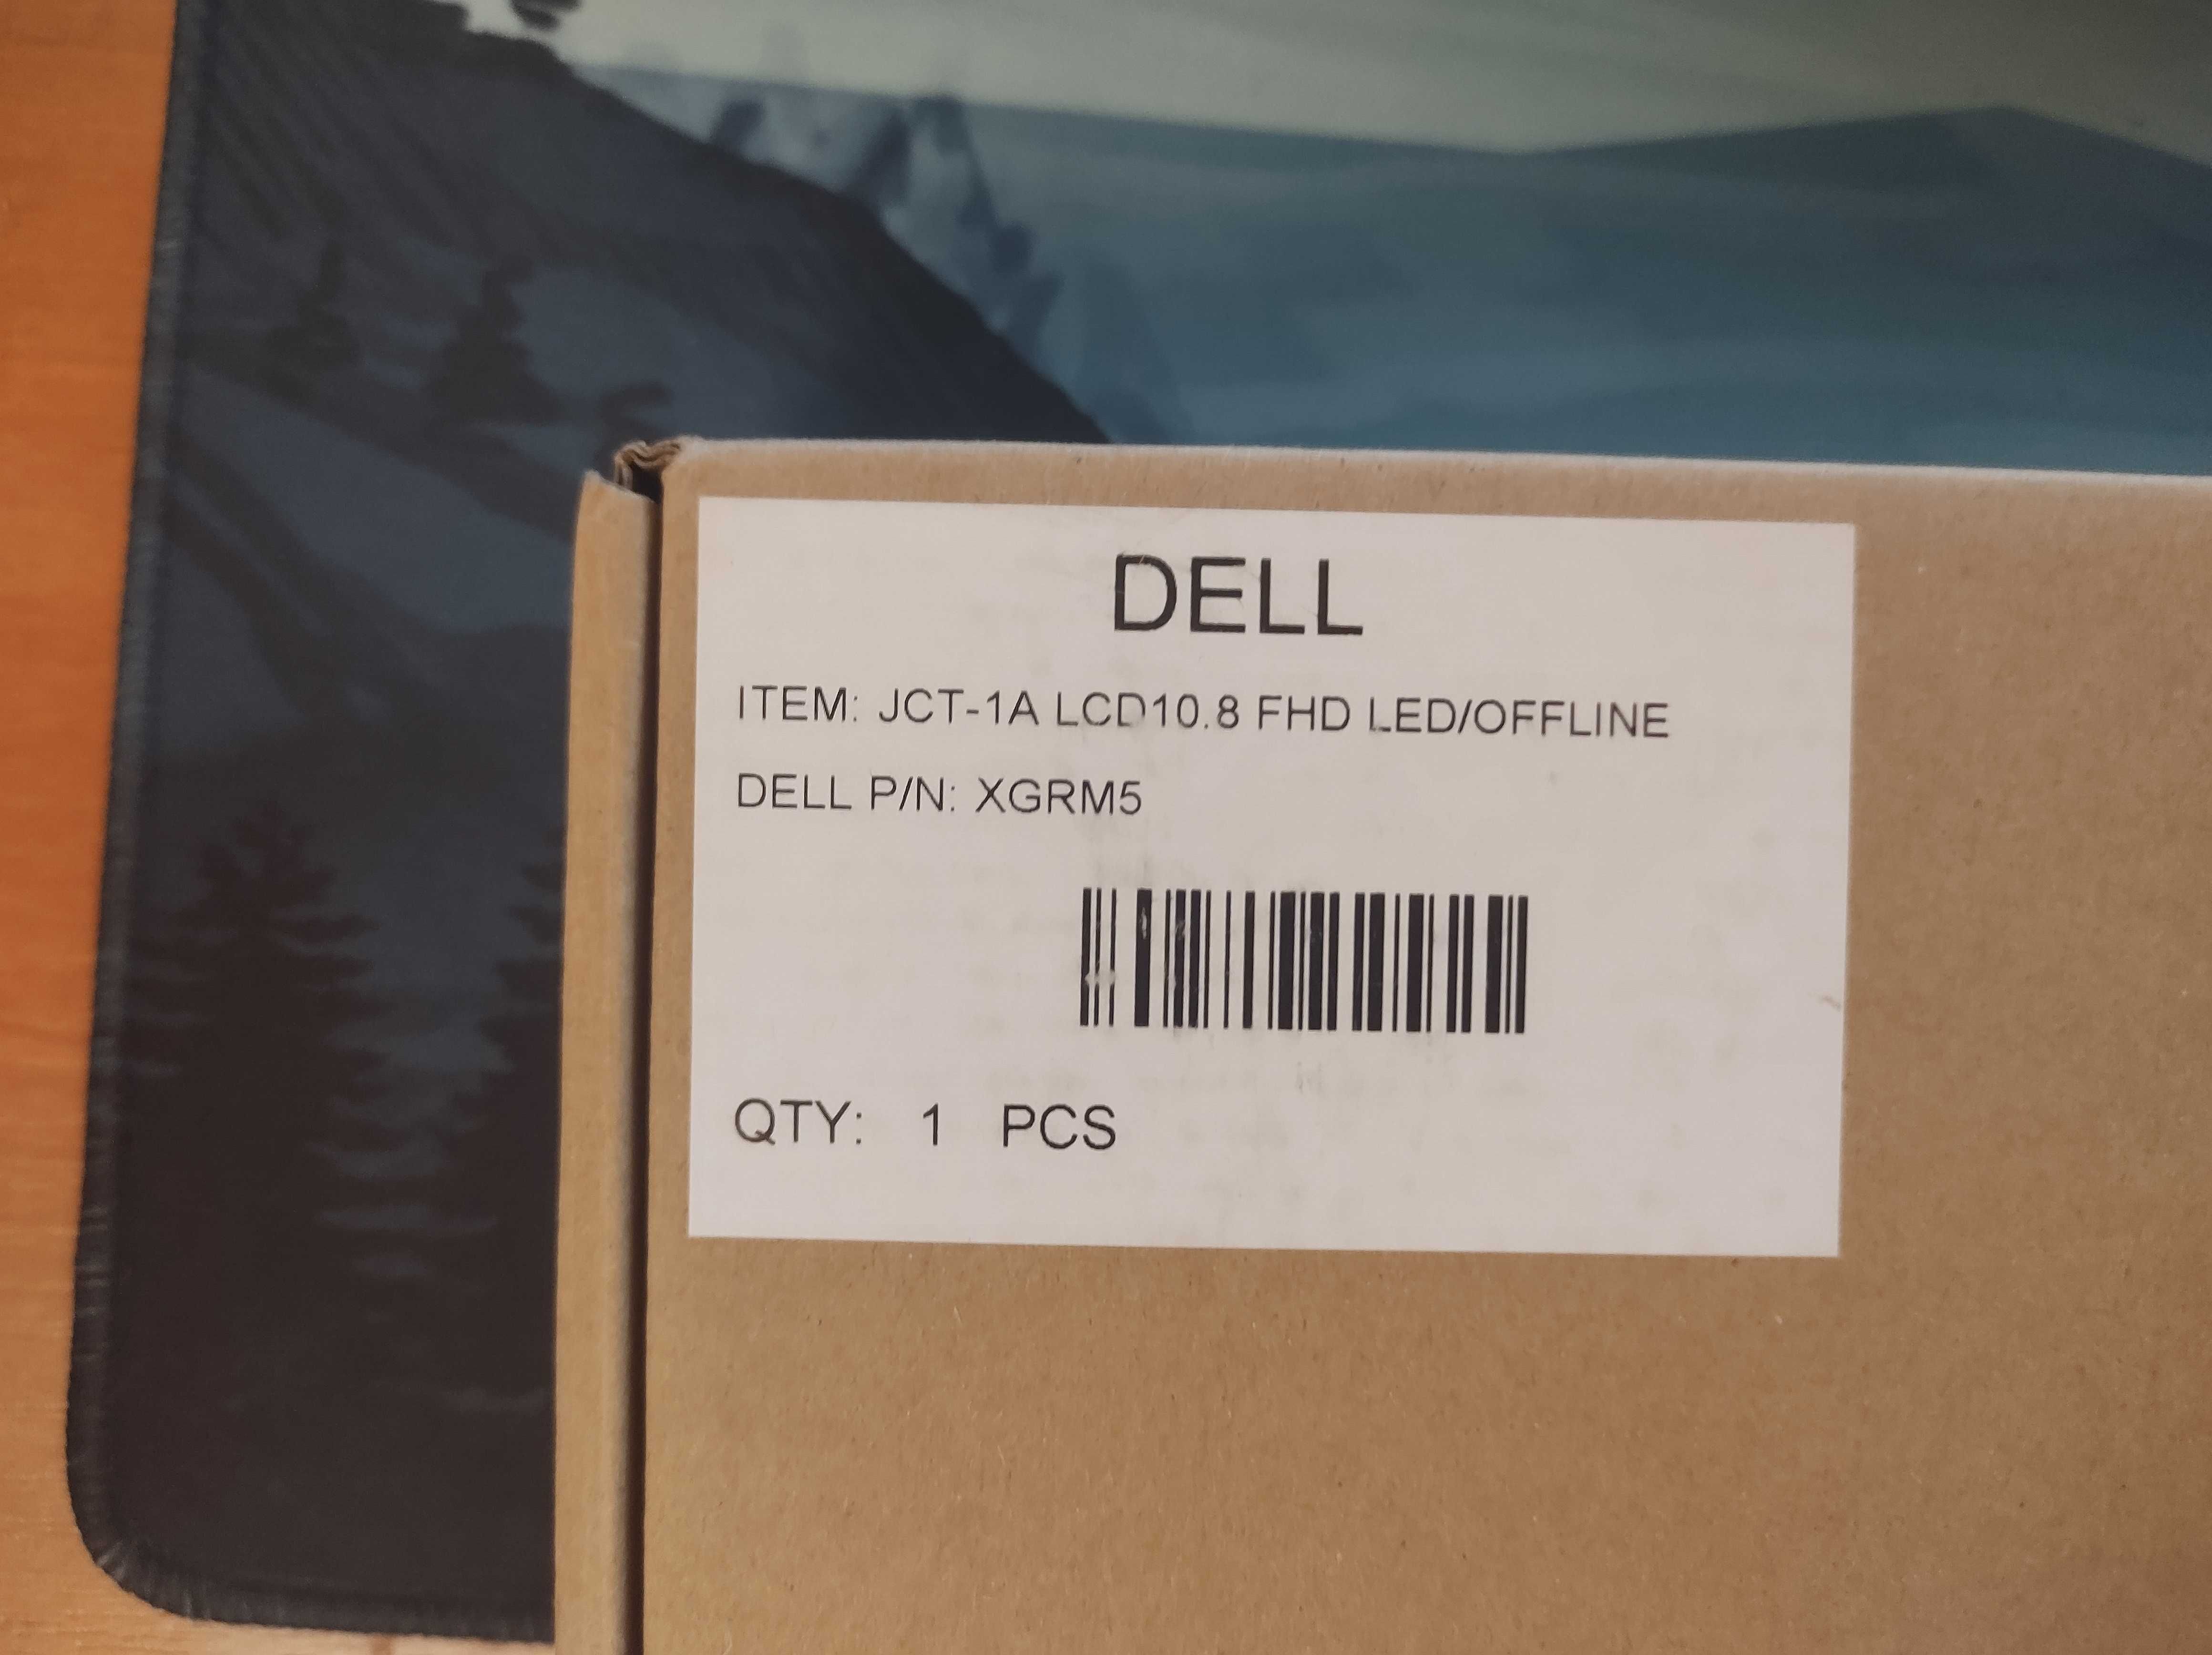 DELL
ITEM: JCT-1A LCD10.8 FHD LED/OFFLINE
DELL P/N: XGRM5
QTY: 1 PCS